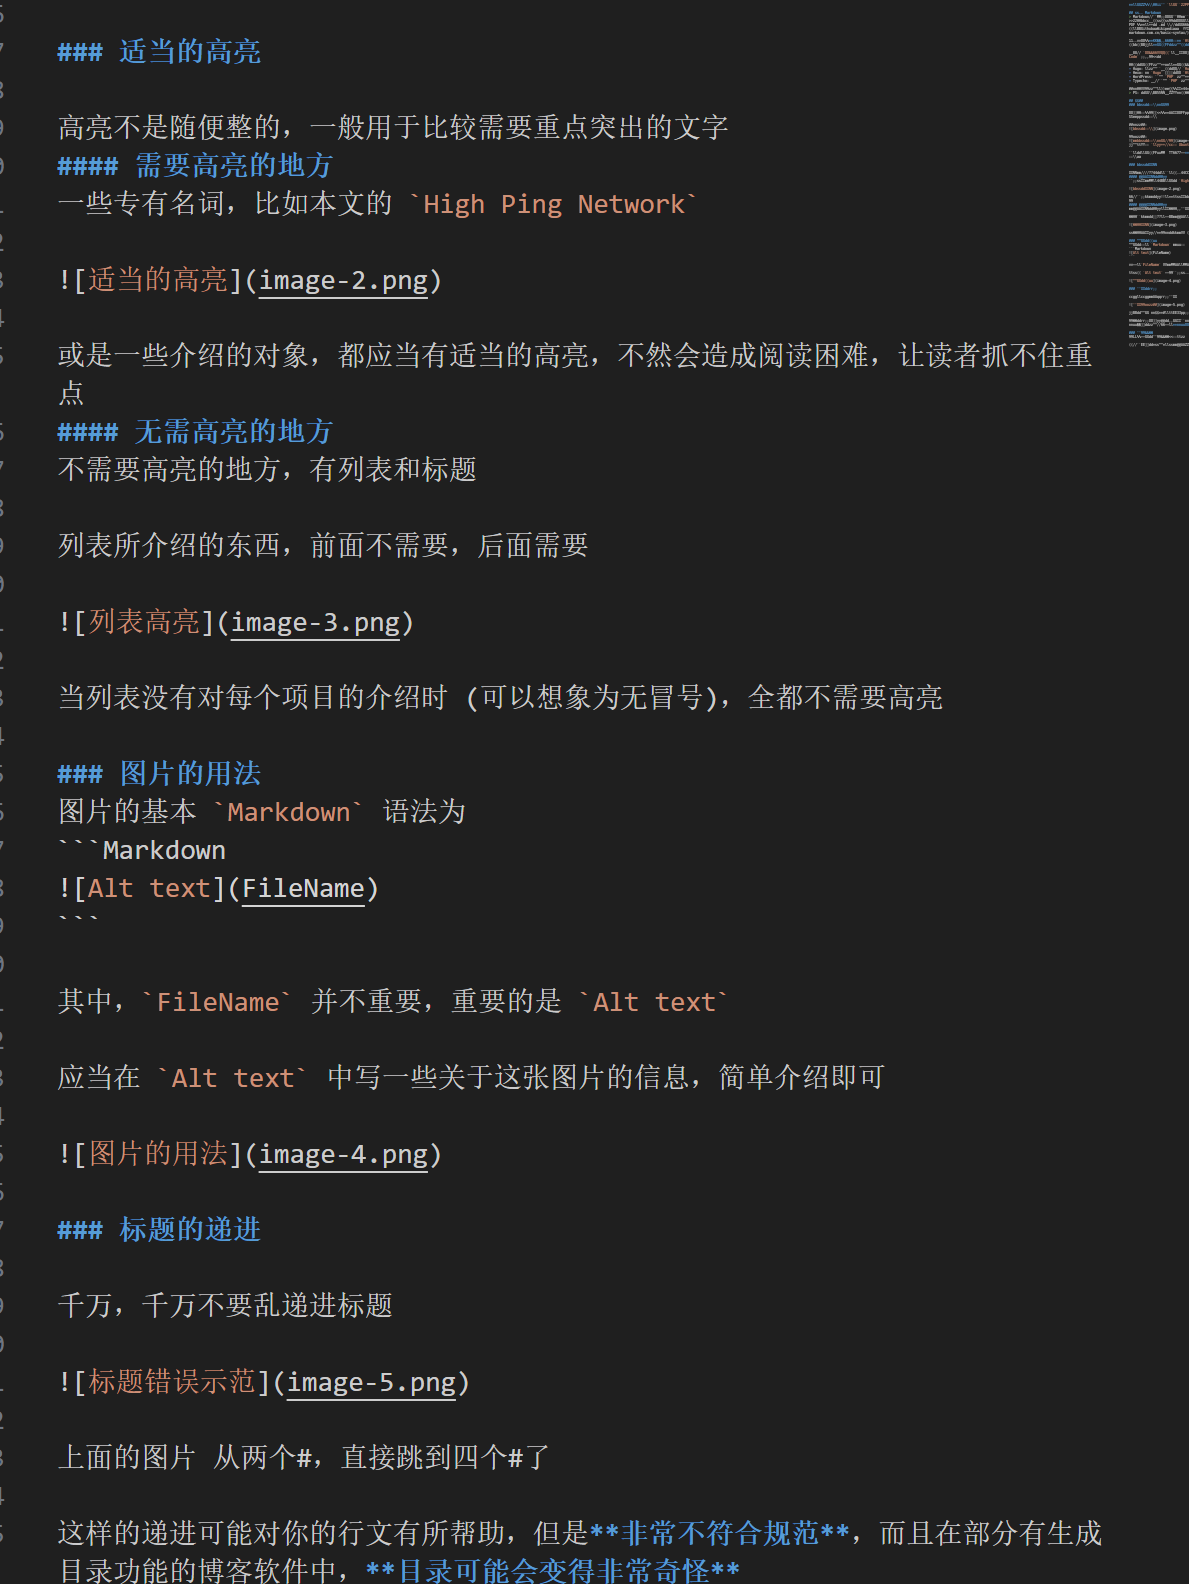 ### 适当的高亮
高亮不是随便整的，一般用于比较需要重点突出的文字
#### 需要高亮的地方
一些专有名词，比如本文的 `High Ping Network`
![适当的高亮](image-2.png)
或是一些介绍的对象，都应当有适当的高亮，不然会造成阅读困难，让读者抓不住重
点
#### 无需高亮的地方
不需要高亮的地方，有列表和标题
列表所介绍的东西，前面不需要，后面需要
![列表高亮](image-3.png)
当列表没有对每个项目的介绍时 (可以想象为无冒号)，全都不需要高亮
### 图片的用法
图片的基本 `Markdown` 语法为
```Markdown
![Alt text](FileName)
```
其中，`FileName` 并不重要，重要的是 `Alt text`
应当在 `Alt text` 中写一些关于这张图片的信息，简单介绍即可
![图片的用法](image-4.png)
### 标题的递进
千万，千万不要乱递进标题
![标题错误示范](image-5.png)
上面的图片 从两个#，直接跳到四个#了
这样的递进可能对你的行文有所帮助，但是**非常不符合规范**，而且在部分有生成
目录功能的博客软件中，**目录可能会变得非常奇怪**